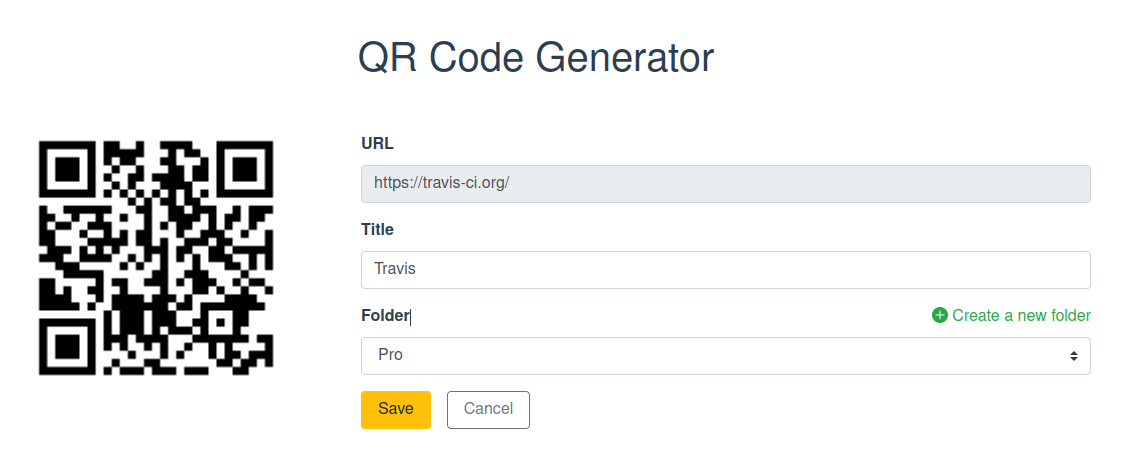 QR Code Generator
URL
https://travis-ci.org/
Title
Travis
Folder
Create a new folder
Pro
Save
Cancel